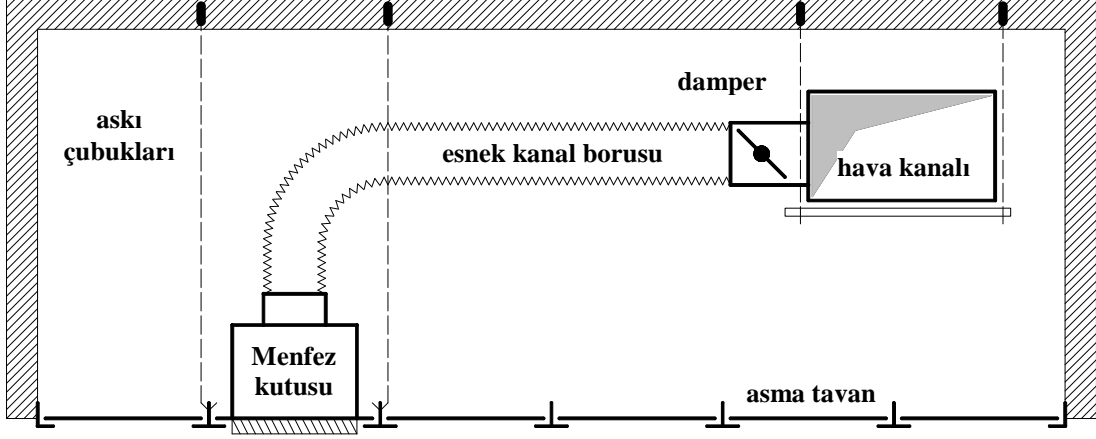 damper
askı
çubukları
esnek kanal borusu
hava kanalı
Menfez
kutusu
asma tavan